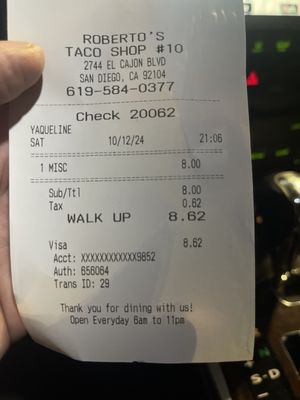 ROBERTO'S
TACO SHOP #10
2744 EL CAJON BLVD
SAN DIEGO, CA 92104
619-584-0377
Check 20062
YAQUELINE
SAT 10/12/24 21:06
1 MISC 8.00
Sub/Ttl 8.00
Tax 0.62
WALK UP 8.62
Visa 8.62
Acct: XXXXXXXXXXXX9852
Auth: 656064
Trans ID: 29
Thank you for dining with us!
Open Everyday 6am to 11pm
S-D